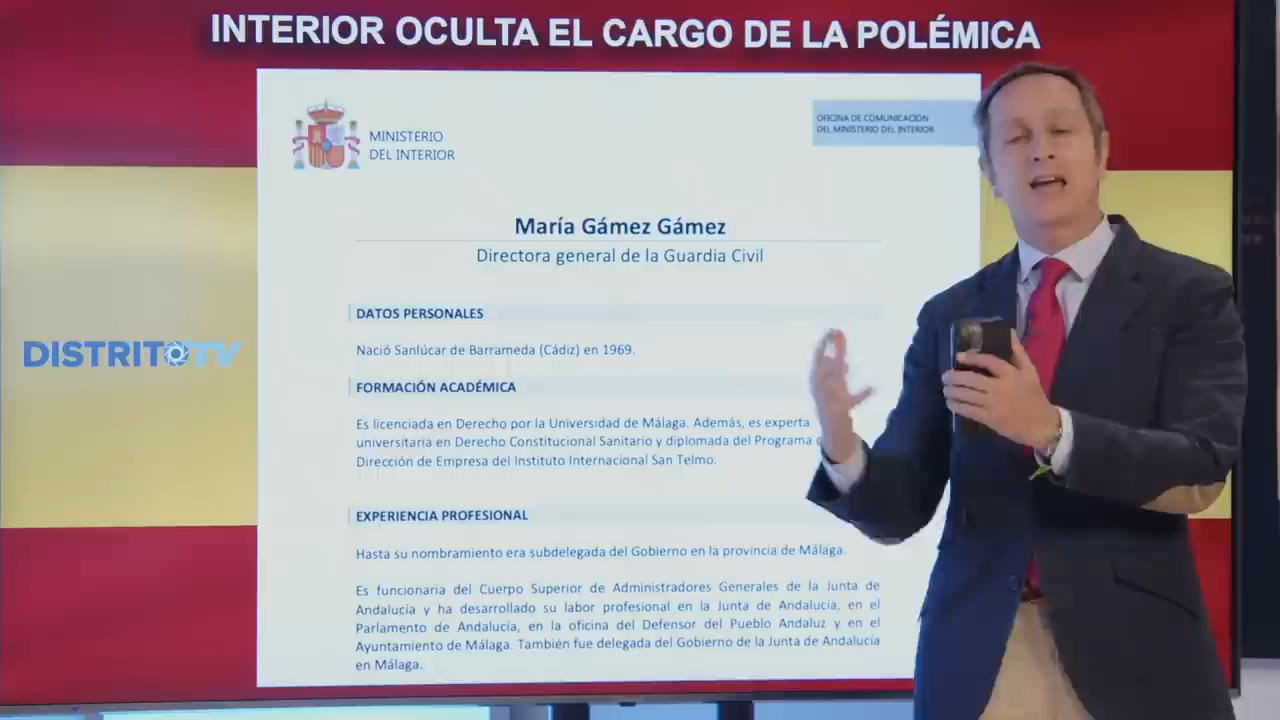 INTERIOR OCULTA EL CARGO DE LA POLÉMICA
MINISTERIO
DEL INTERIOR
OFICINA DE COMUNICACIÓN
DEL MINISTERIO DEL INTERIOR
María Gámez Gámez
Directora general de la Guardia Civil
DATOS PERSONALES
Nació Sanlúcar de Barrameda (Cádiz) en 1969.
FORMACIÓN ACADÉMICA
Es licenciada en Derecho por la Universidad de Málaga. Además, es experta
universitaria en Derecho Constitucional Sanitario y diplomada del Programa
Dirección de Empresa del Instituto Internacional San Telmo.
EXPERIENCIA PROFESIONAL
Hasta su nombramiento era subdelegada del Gobierno en la provincia de Málaga.
Es funcionaria del Cuerpo Superior de Administradores Generales de la Junta de
Andalucía y ha desarrollado su labor profesional en la Junta de Andalucía, en el
Parlamento de Andalucía, en la oficina del Defensor del Pueblo Andaluz y en el
Ayuntamiento de Málaga. También fue delegada del Gobierno de la Junta de Andalucía
en Málaga.
DISTRITOTV